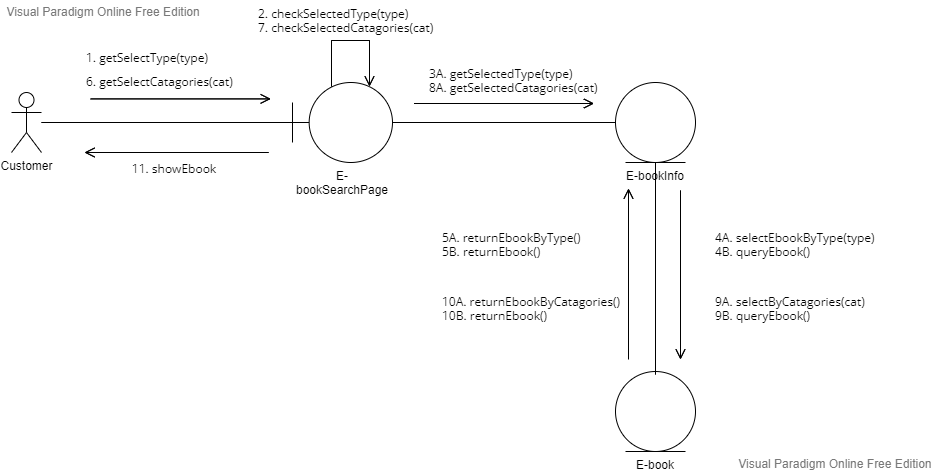 Visual Paradigm Online Free Edition
2. checkSelectedType(type)
7. checkSelectedCatagories(cat)
1. getSelectType(type)
6. getSelectCatagories(cat)
3A. getSelectedType(type)
8A. getSelectedCatagories(cat)
Customer
11. showEbook
E-
bookSearchPage
E-bookInfo
5A. returnEbookByType()
5B. returnEbook()
4A. selectEbookByType(type)
4B. queryEbook()
10A. returnEbookByCatagories()
10B. returnEbook()
9A. selectByCatagories(cat)
9B. queryEbook()
E-book
Visual Paradigm Online Free Edition